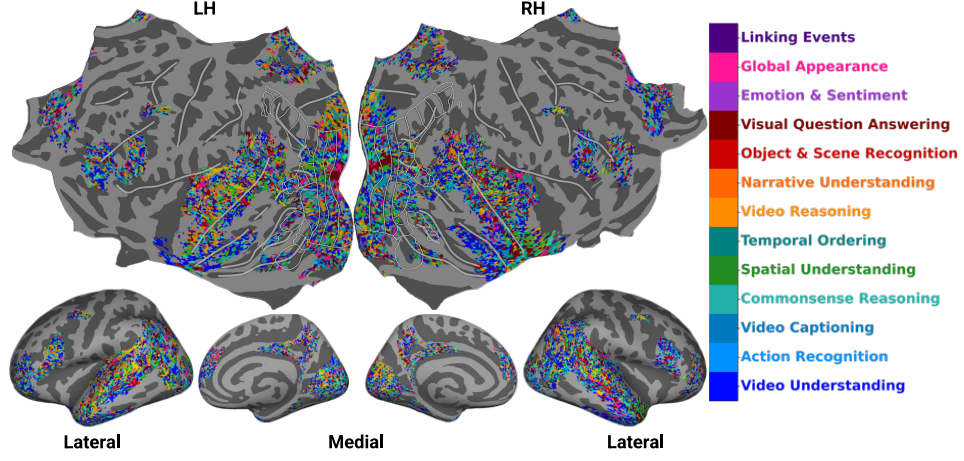 LH
RH
Linking Events
Global Appearance
Emotion & Sentiment
Visual Question Answering
Object & Scene Recognition
Narrative Understanding
Video Reasoning
Temporal Ordering
Spatial Understanding
Commonsense Reasoning
Video Captioning
Action Recognition
Video Understanding
Lateral
Medial
Lateral